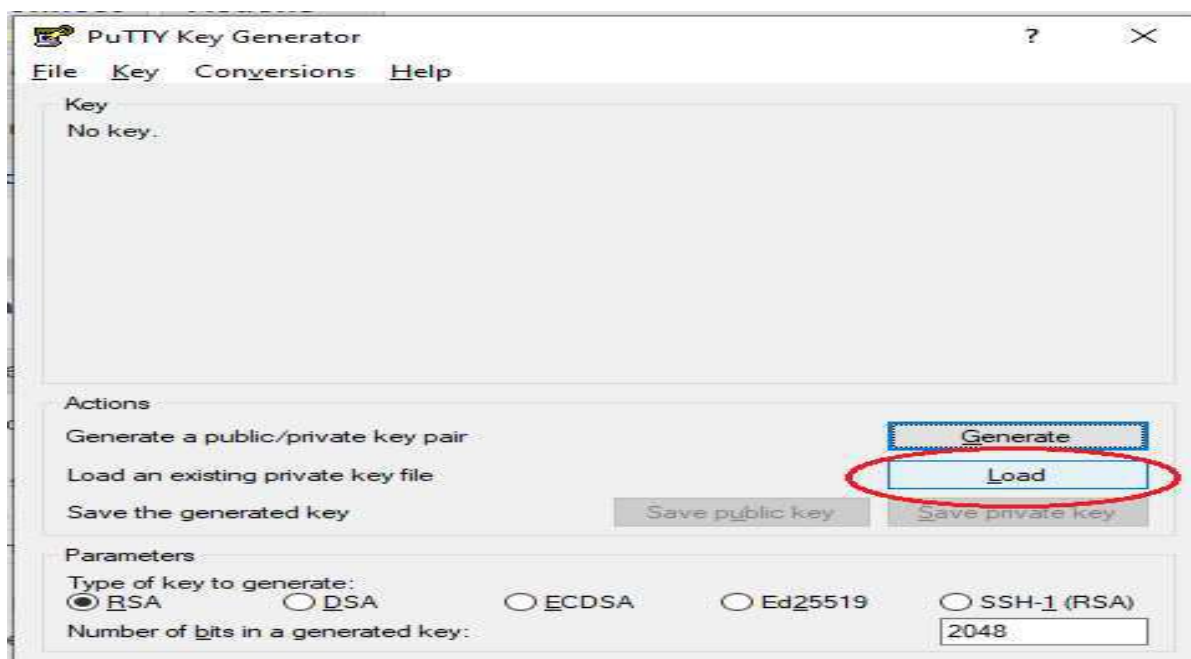 PuTTY Key Generator ?
File Key Conversions Help
Key
No key.
Actions
Generate a public/private key pair Generate
Load an existing private key file Load
Save the generated key Save public key Save private key
Parameters
Type of key to generate:
RSA DSA ECDSA Ed25519 SSH-1 (RSA)
Number of bits in a generated key: 2048